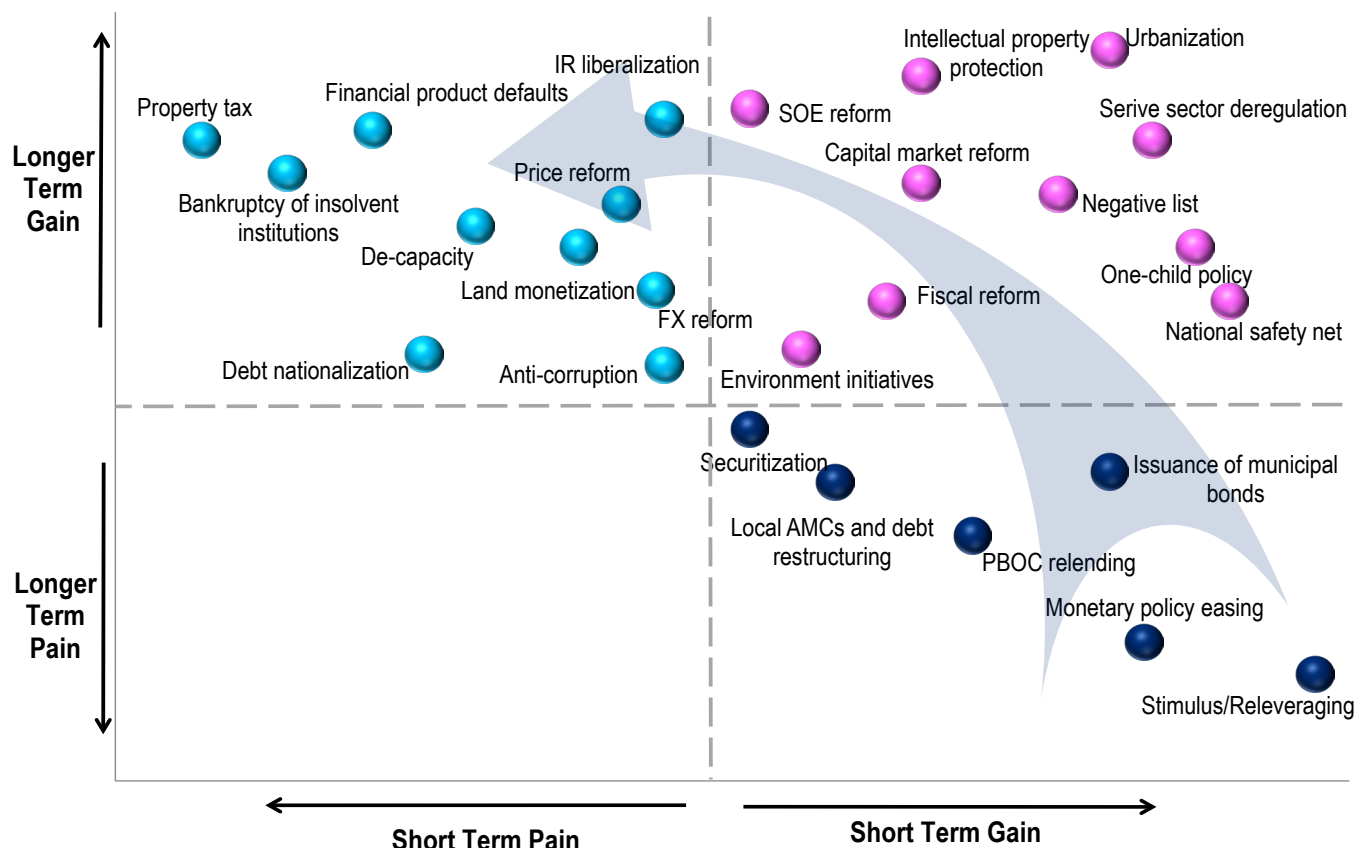 Intellectual property
protection
Urbanization
IR liberalization
Financial product defaults
Property tax
SOE reform
Serive sector deregulation
Longer
Term
Gain
Capital market reform
Price reform
Bankruptcy of insolvent
institutions
Negative list
De-capacity
One-child policy
Land monetization
Fiscal reform
FX reform
National safety net
Debt nationalization
Anti-corruption
Environment initiatives
Securitization
Issuance of municipal
bonds
Local AMCs and debt
restructuring
PBOC relending
Longer
Term
Pain
Monetary policy easing
Stimulus/Releveraging
Short Term Pain
Short Term Gain